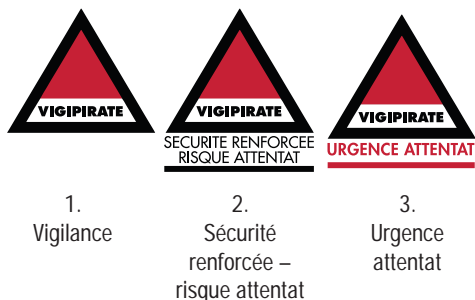 VIGIPIRATE
VIGIPIRATE
SECURITE RENFORCEE
RISQUE ATTENTAT
VIGIPIRATE
URGENCE ATTENTAT
1.
Vigilance
2.
Sécurité
renforcée –
risque attentat
3.
Urgence
attentat